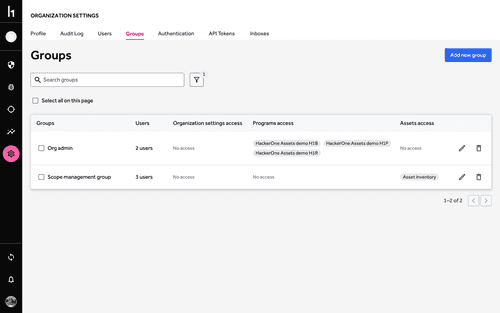 ORGANIZATION SETTINGS
Profile Audit Log Users Groups Authentication API Tokens Inboxes
Groups
Add new group
Search groups
1
Select all on this page
Groups Users Organization settings access Programs access Assets access
Org admin 2 users No access HackerOne Assets demo H1B HackerOne Assets demo H1P No access
HackerOne Assets demo H1R
Scope management group 3 users No access No access Asset inventory
1–2 of 2